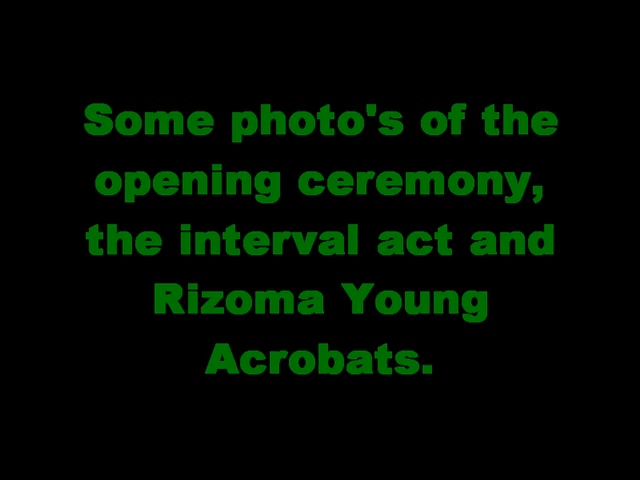 Some photo's of the
opening ceremony,
the interval act and
Rizoma Young
Acrobats.